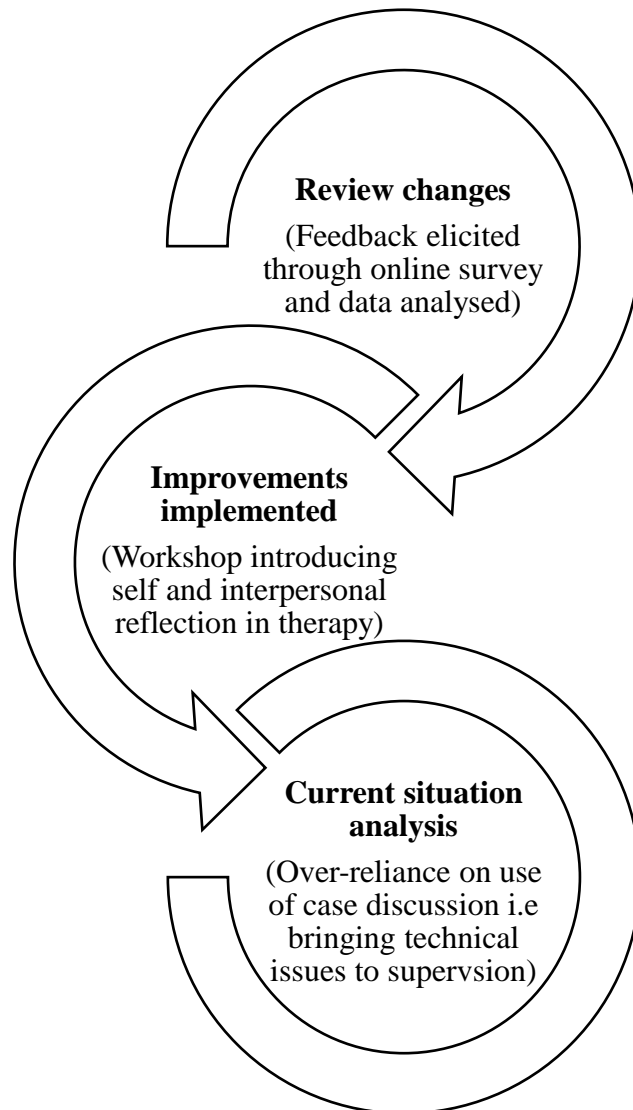 Review changes
(Feedback elicited
through online survey
and data analysed)
Improvements
implemented
(Workshop introducing
self and interpersonal
reflection in therapy)
Current situation
analysis
(Over-reliance on use
of case discussion i.e
bringing technical
issues to supervsion)